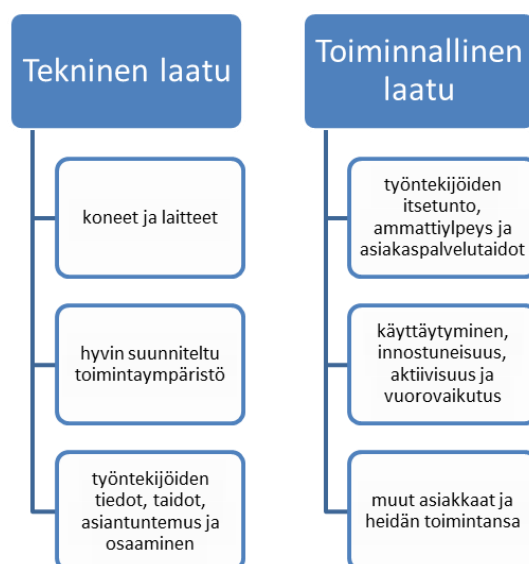 Tekninen laatu
koneet ja laitteet
hyvin suunniteltu
toimintaympäristö
työntekijöiden
tiedot, taidot,
asiantuntemus ja
osaaminen
Toiminnallinen
laatu
työntekijöiden
itsetunto,
ammattiylpeys ja
asiakaspalvelutaidot
käyttäytyminen,
innostuneisuus,
aktiivisuus ja
vuorovaikutus
muut asiakkaat ja
heidän toimintansa